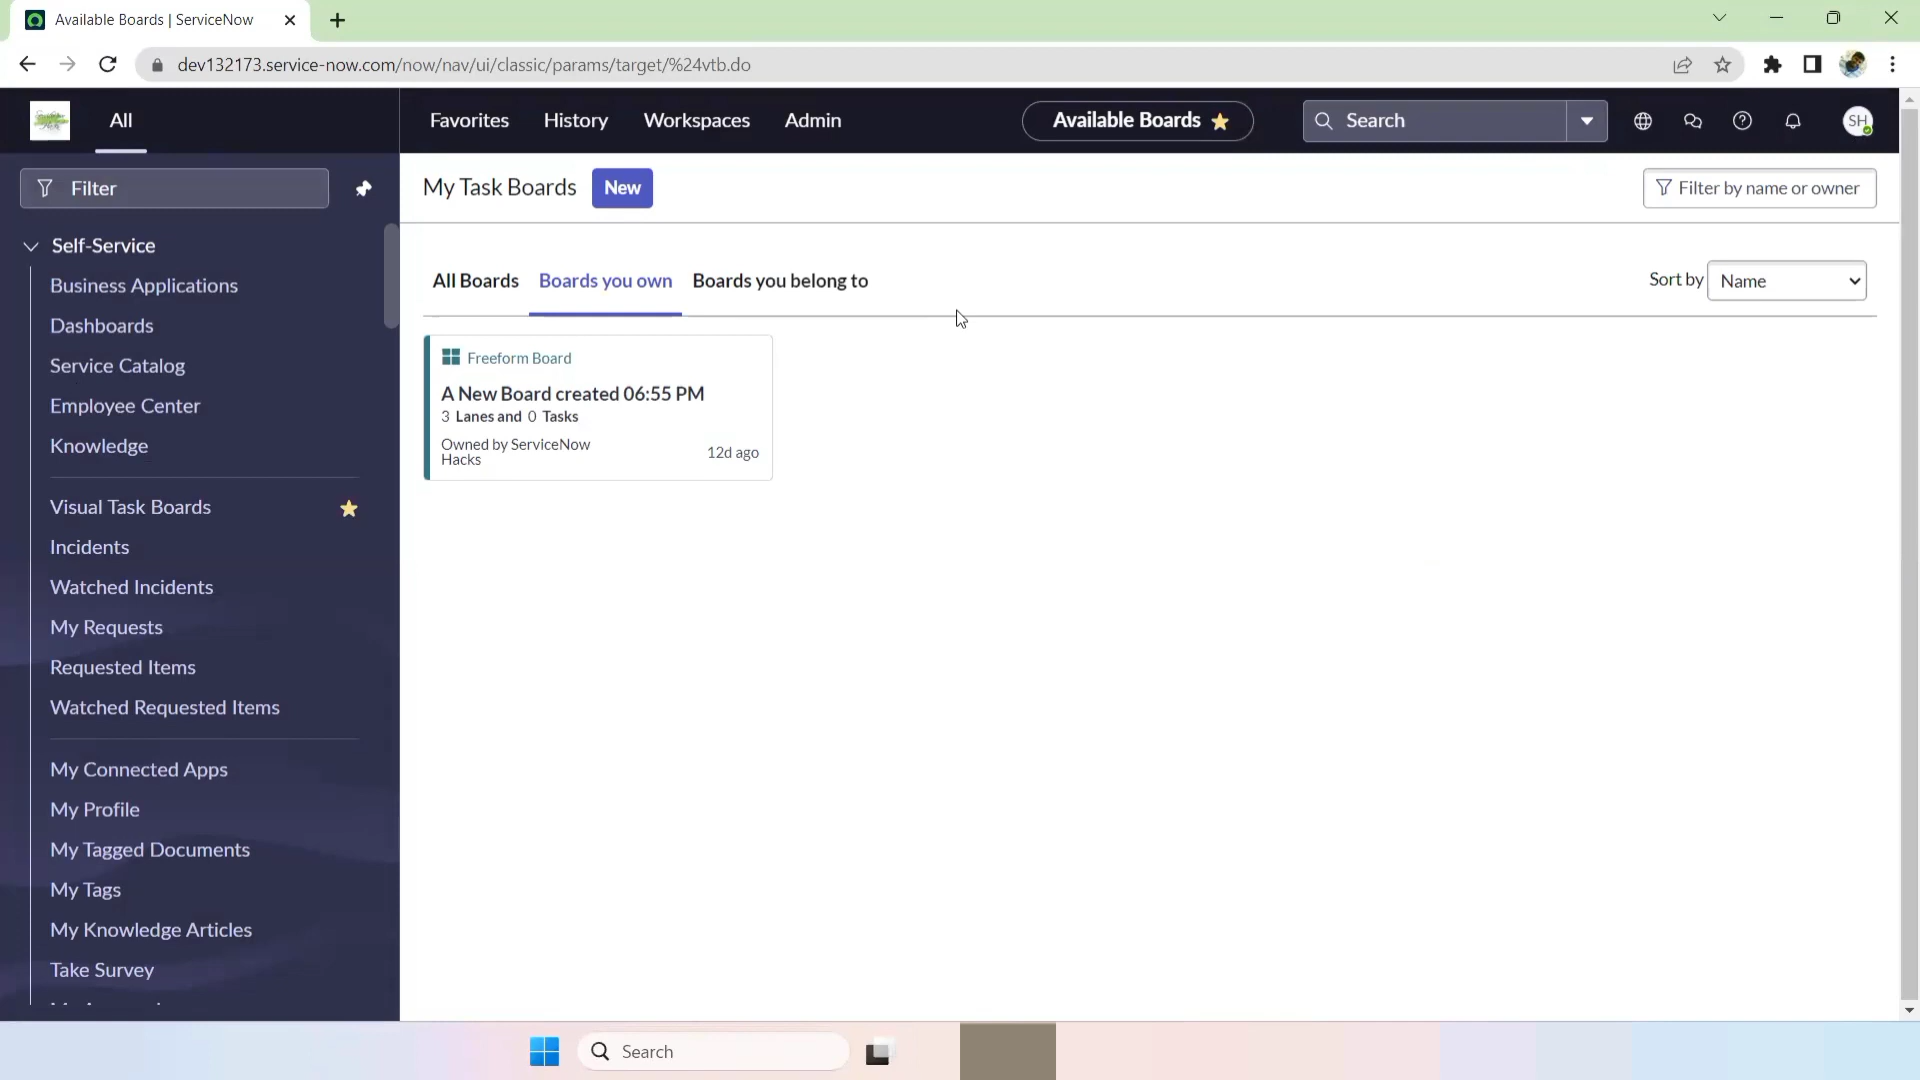 Available Boards | ServiceNow
dev132173.service-now.com/now/nav/ui/classic/params/target/%24vtb.do
All
Favorites
History
Workspaces
Admin
Available Boards
Search
SH
Filter
My Task Boards
New
Filter by name or owner
Self-Service
Business Applications
Dashboards
Service Catalog
Employee Center
Knowledge
Visual Task Boards
Incidents
Watched Incidents
My Requests
Requested Items
Watched Requested Items
My Connected Apps
My Profile
My Tagged Documents
My Tags
My Knowledge Articles
Take Survey
All Boards
Boards you own
Boards you belong to
Sort by
Name
Freeform Board
A New Board created 06:55 PM
3 Lanes and 0 Tasks
Owned by ServiceNow
Hacks
12d ago
Search